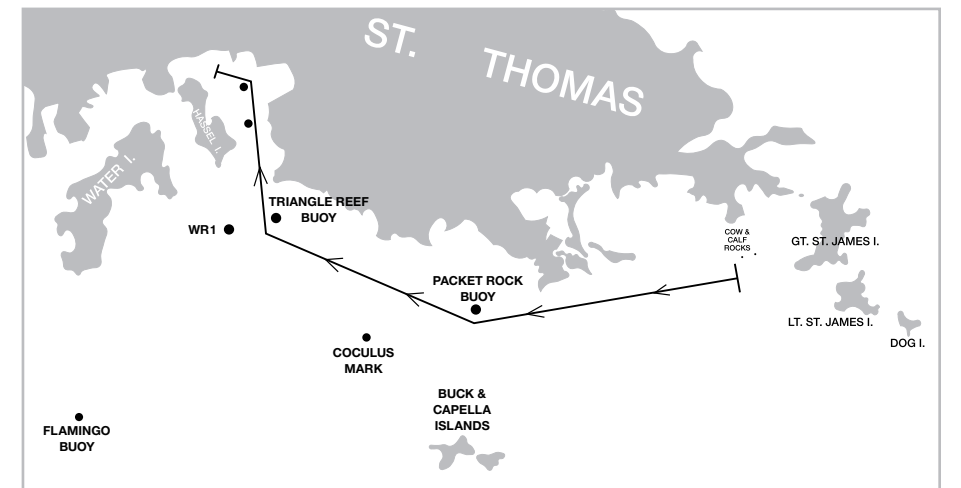 ST. THOMAS
HASSEL I.
WATER I.
TRIANGLE REEF
BUOY
WR1
COW &
CALF
ROCKS
GT. ST. JAMES I.
PACKET ROCK
BUOY
LT. ST. JAMES I.
DOG I.
COCULUS
MARK
BUCK &
CAPELLA
ISLANDS
FLAMINGO
BUOY